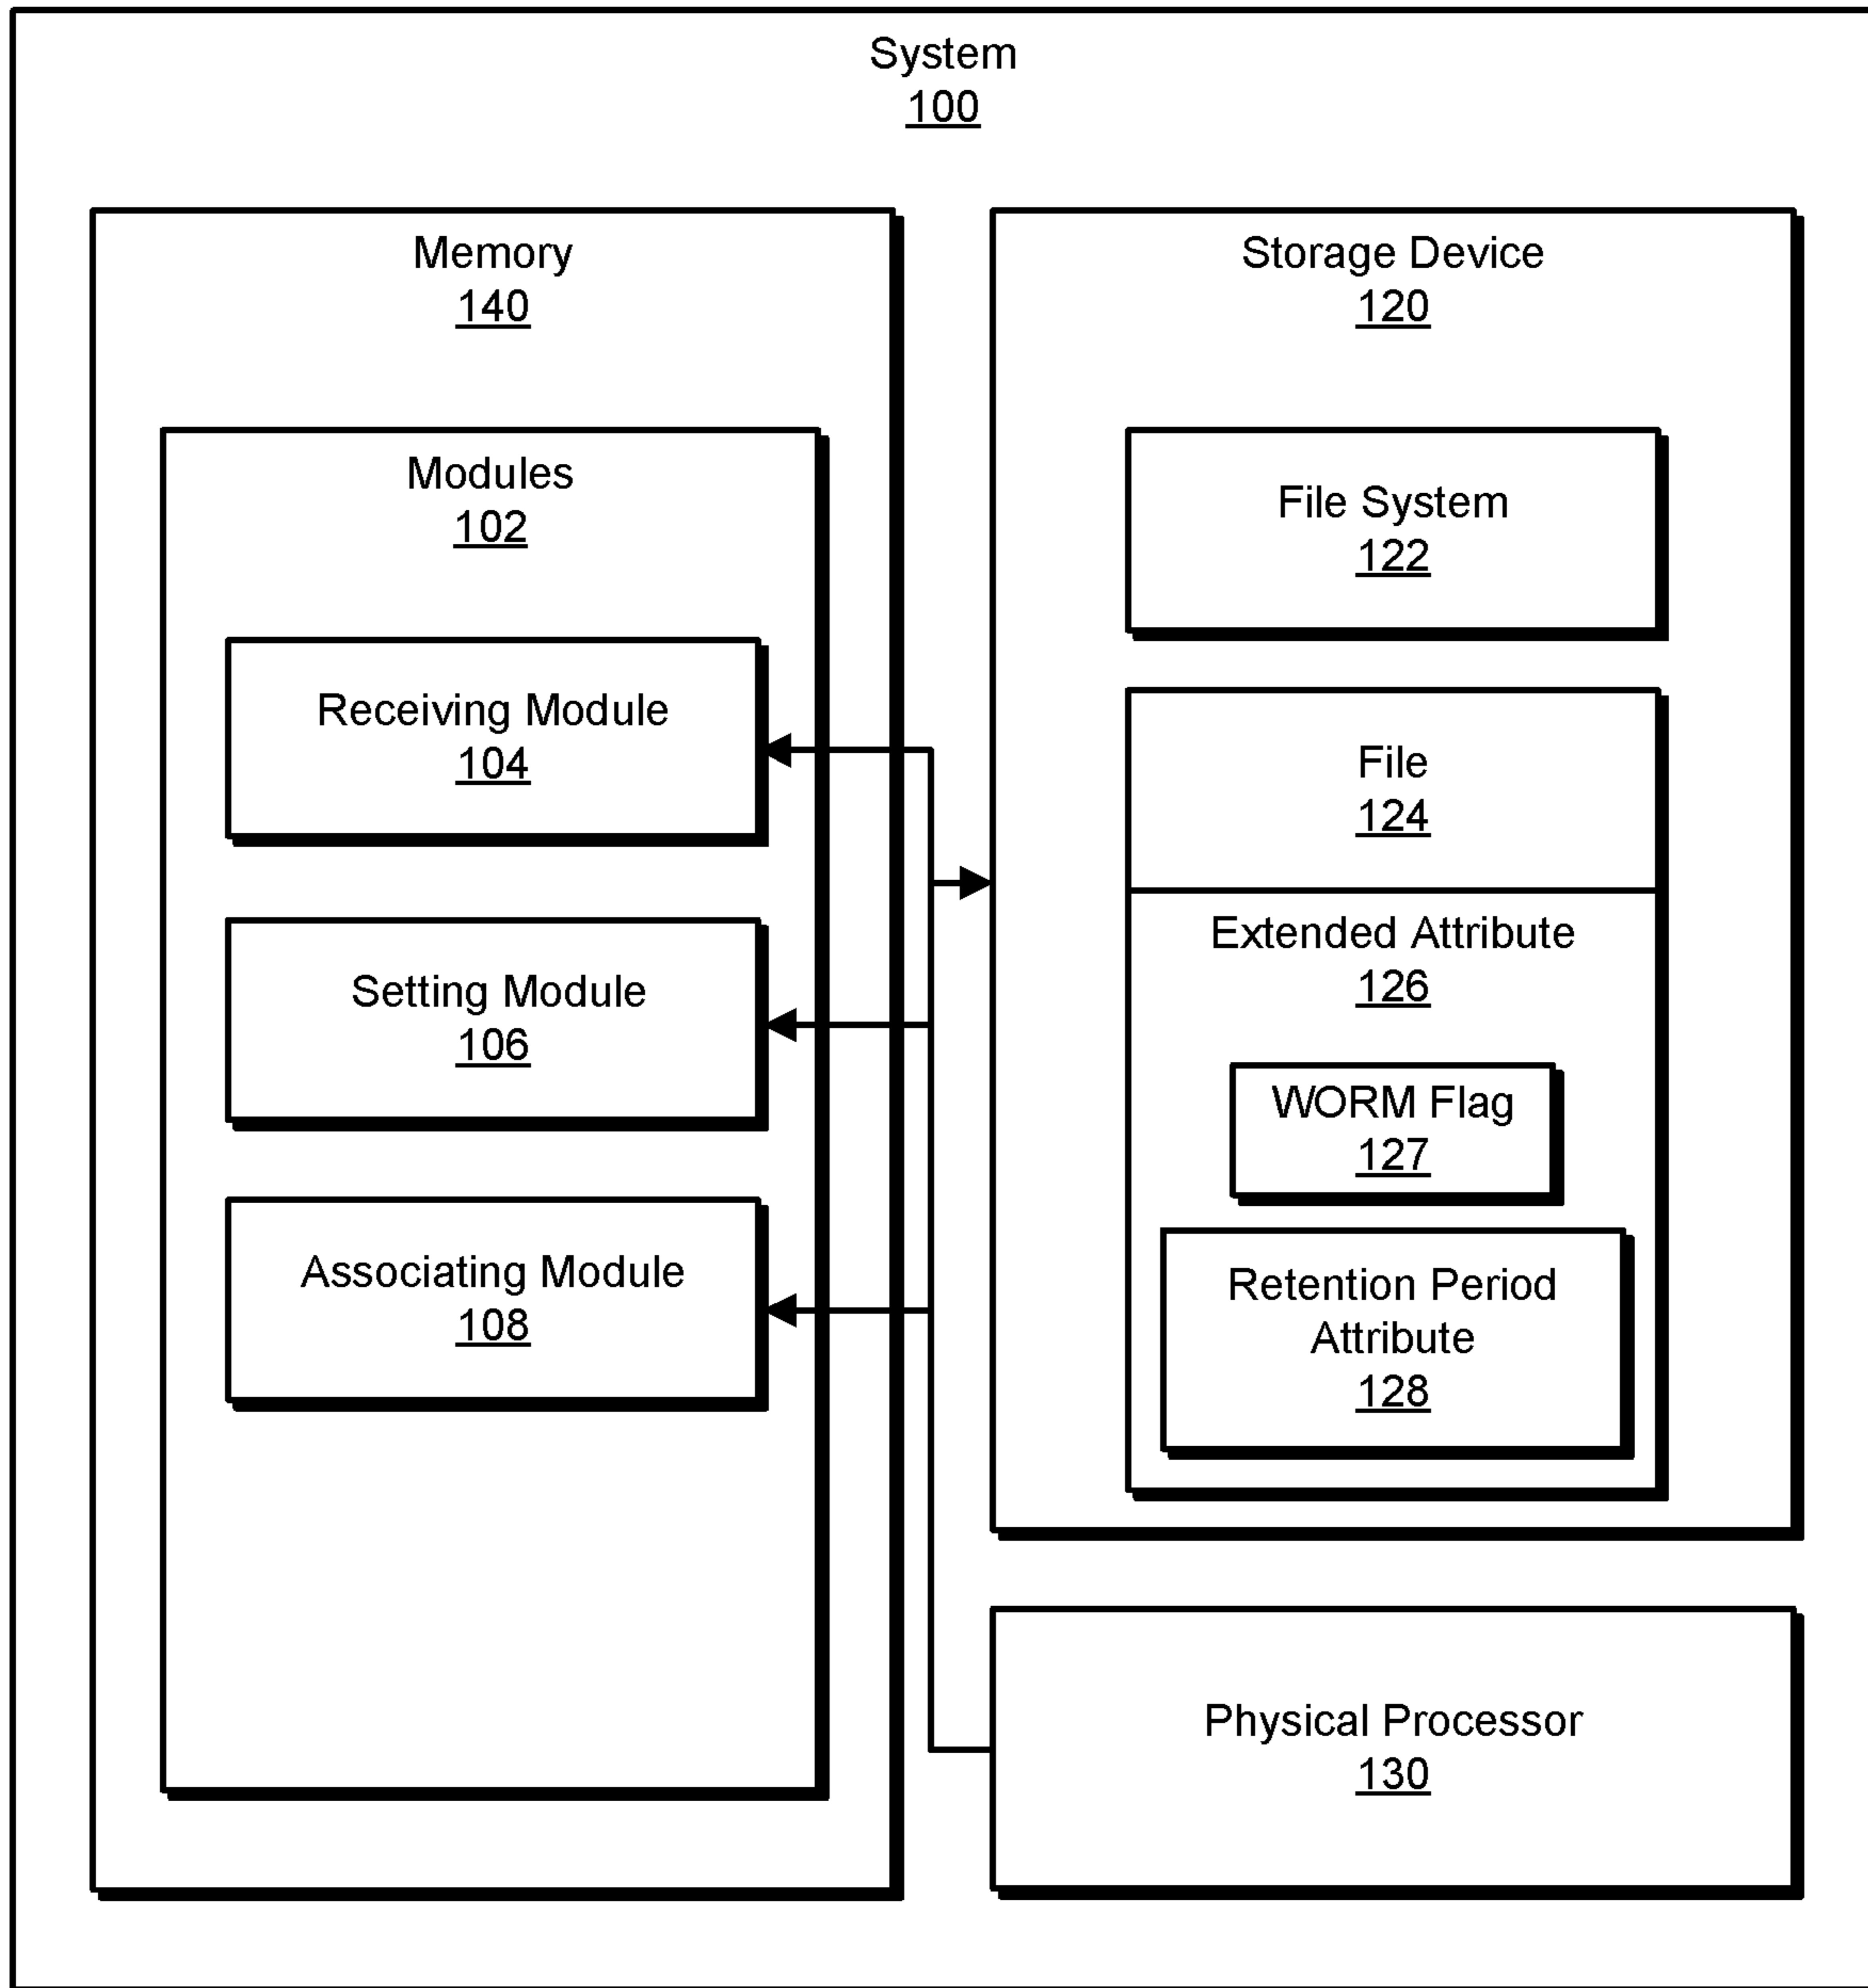 System
100
Memory
140
Modules
102
Receiving Module
104
Setting Module
106
Associating Module
108
Storage Device
120
File System
122
File
124
Extended Attribute
126
WORM Flag
127
Retention Period
Attribute
128
Physical Processor
130